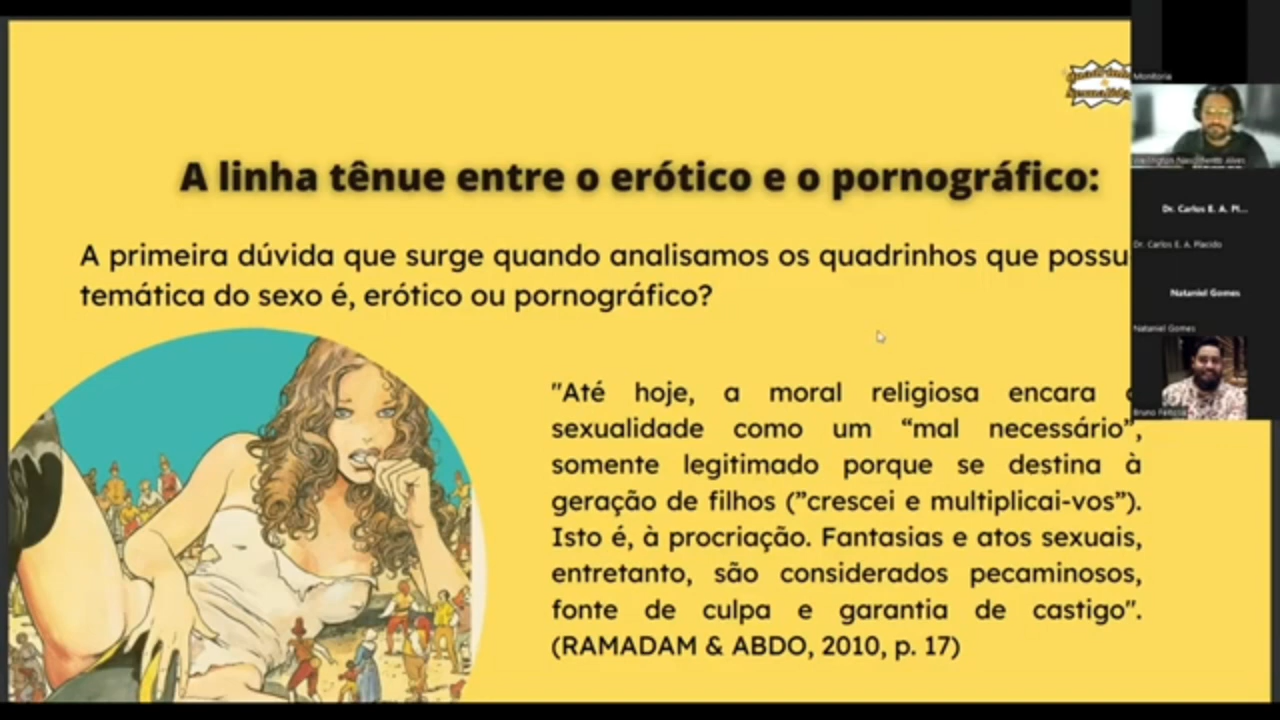 A linha tênue entre o erótico e o pornográfico:
A primeira dúvida que surge quando analisamos os quadrinhos que possu
temática do sexo é, erótico ou pornográfico?
"Até hoje, a moral religiosa encara
sexualidade como um “mal necessário”,
somente legitimado porque se destina à
geração de filhos (”crescei e multiplicai-vos”).
Isto é, à procriação. Fantasias e atos sexuais,
entretanto, são considerados pecaminosos,
fonte de culpa e garantia de castigo".
(RAMADAM & ABDO, 2010, p. 17)
Monitoria
Dr. Carlos E. A. Pl...
Dr. Carlos E. A. Placido
Nataniel Gomes
Nataniel Gomes
Bruno